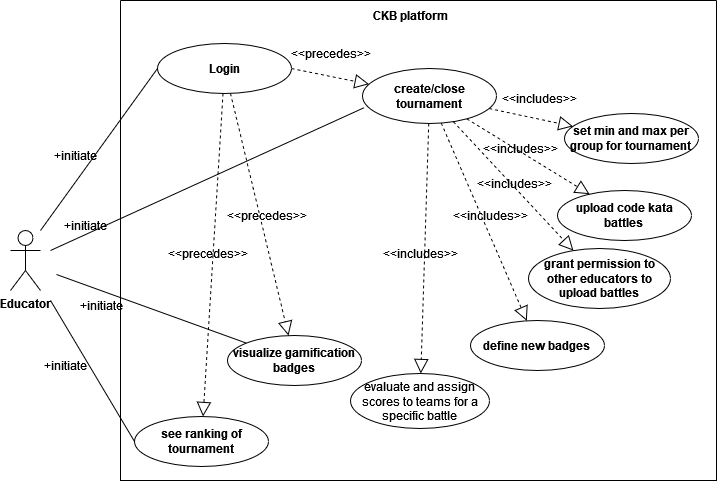 CKB platform
<<precedes>>
Login
create/close
tournament
<<includes>>
set min and max per
group for tournament
+initiate
<<includes>>
<<includes>>
upload code kata
battles
<<precedes>>
<<includes>>
+initiate
<<precedes>>
<<includes>>
grant permission to
other educators to
upload battles
Educator
+initiate
define new badges
visualize gamification
badges
+initiate
evaluate and assign
scores to teams for a
specific battle
see ranking of
tournament